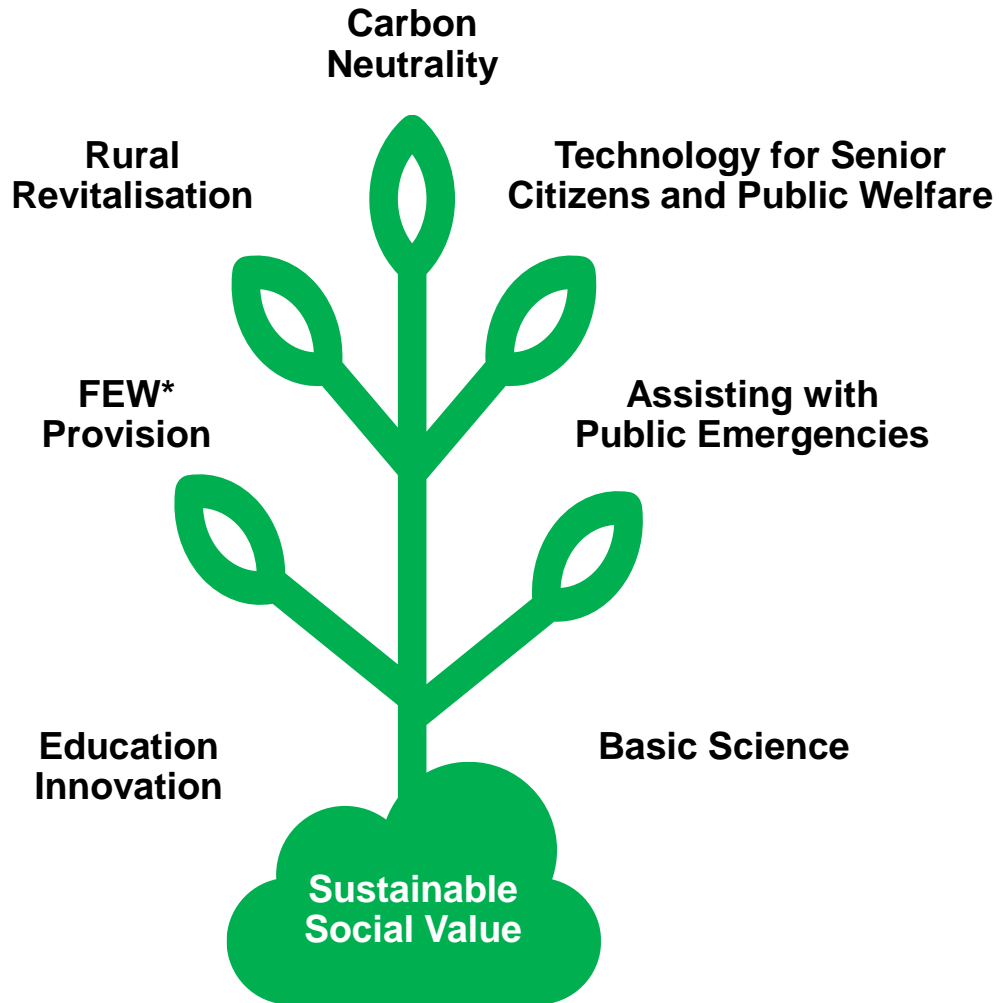 Carbon
Neutrality
Rural
Revitalisation
Technology for Senior
Citizens and Public Welfare
FEW*
Provision
Assisting with
Public Emergencies
Education
Innovation
Basic Science
Sustainable
Social Value